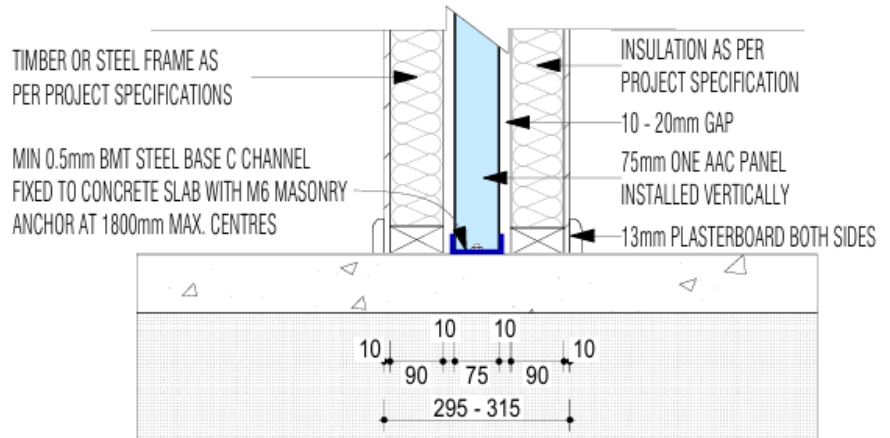 TIMBER OR STEEL FRAME AS
PER PROJECT SPECIFICATIONS
MIN 0.5mm BMT STEEL BASE C CHANNEL
FIXED TO CONCRETE SLAB WITH M6 MASONRY
ANCHOR AT 1800mm MAX. CENTRES
INSULATION AS PER
PROJECT SPECIFICATION
10 - 20mm GAP
75mm ONE AAC PANEL
INSTALLED VERTICALLY
13mm PLASTERBOARD BOTH SIDES
10 10
10 10
90 75 90
295 - 315